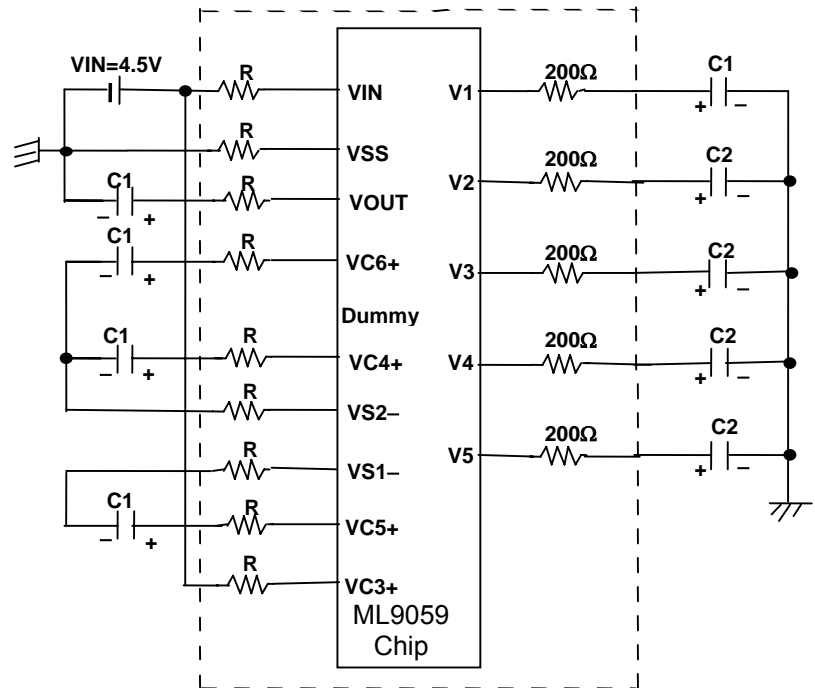 VIN=4.5V
R
VIN
V1
200Ω
C1
+
–
R
VSS
C1
–
+
R
VOUT
V2
200Ω
C2
+
–
C1
–
+
R
VC6+
V3
200Ω
C2
+
–
Dummy
C1
–
+
R
VC4+
V4
200Ω
C2
+
–
R
VS2–
R
VS1–
V5
200Ω
C2
+
–
C1
–
+
R
VC5+
R
VC3+
ML9059
Chip